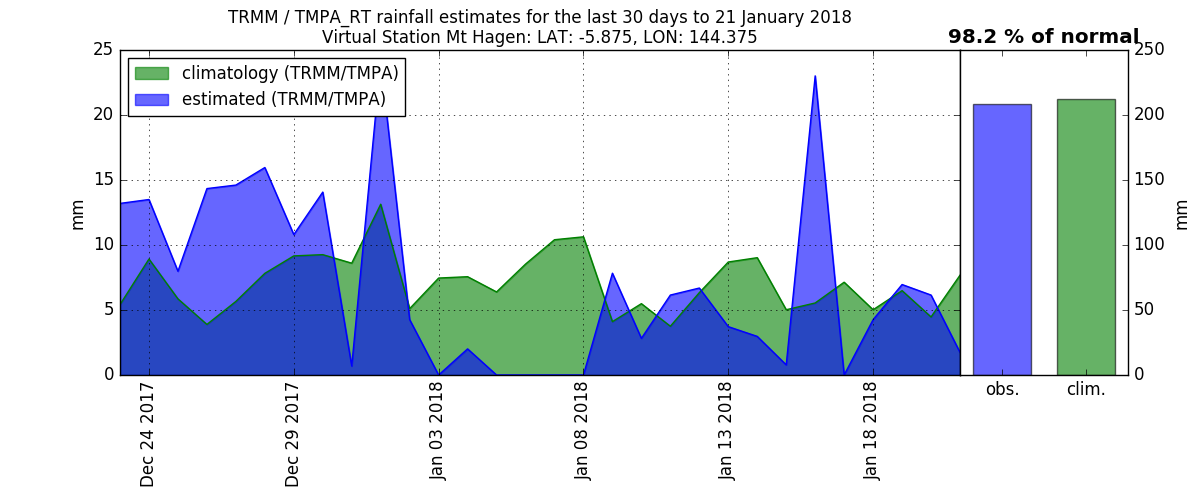 TRMM / TMPA_RT rainfall estimates for the last 30 days to 21 January 2018
Virtual Station Mt Hagen: LAT: -5.875, LON: 144.375
98.2 % of normal
climatology (TRMM/TMPA)
estimated (TRMM/TMPA)
25
20
15
10
5
0
mm
250
200
150
100
50
0
mm
Dec 24 2017
Dec 29 2017
Jan 03 2018
Jan 08 2018
Jan 13 2018
Jan 18 2018
obs.
clim.